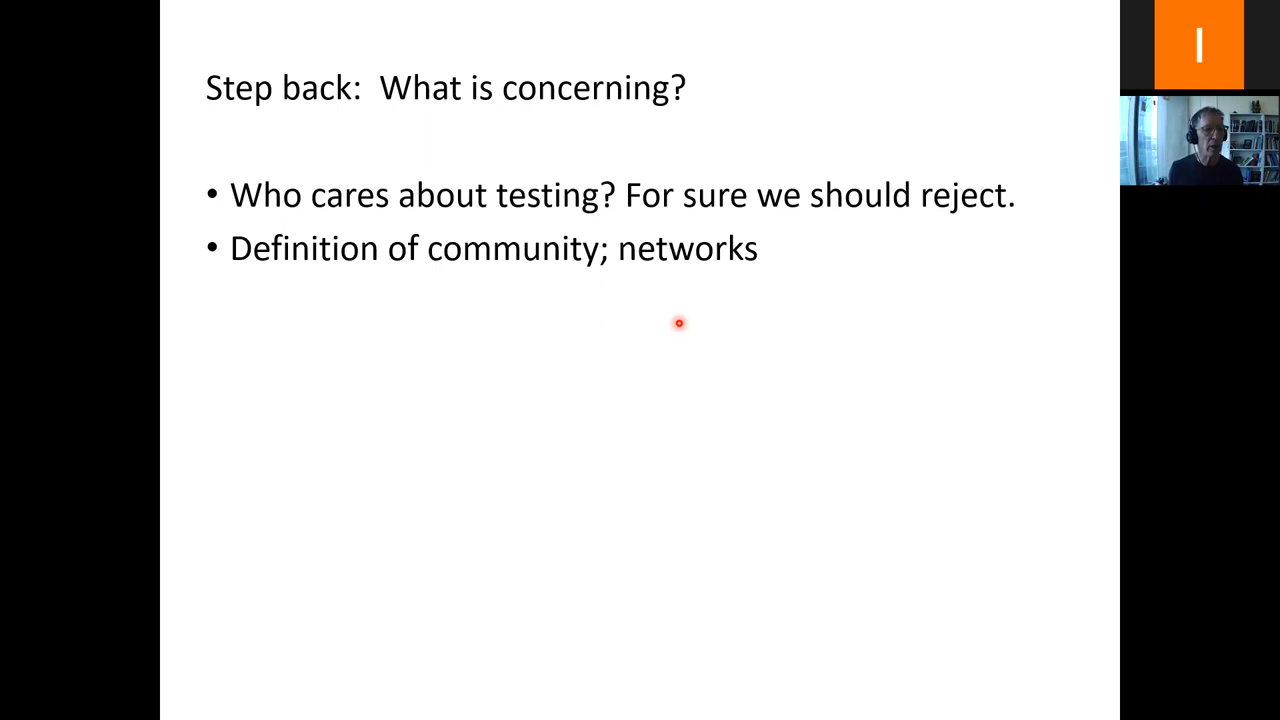 Step back: What is concerning?
• Who cares about testing? For sure we should reject.
• Definition of community; networks
I